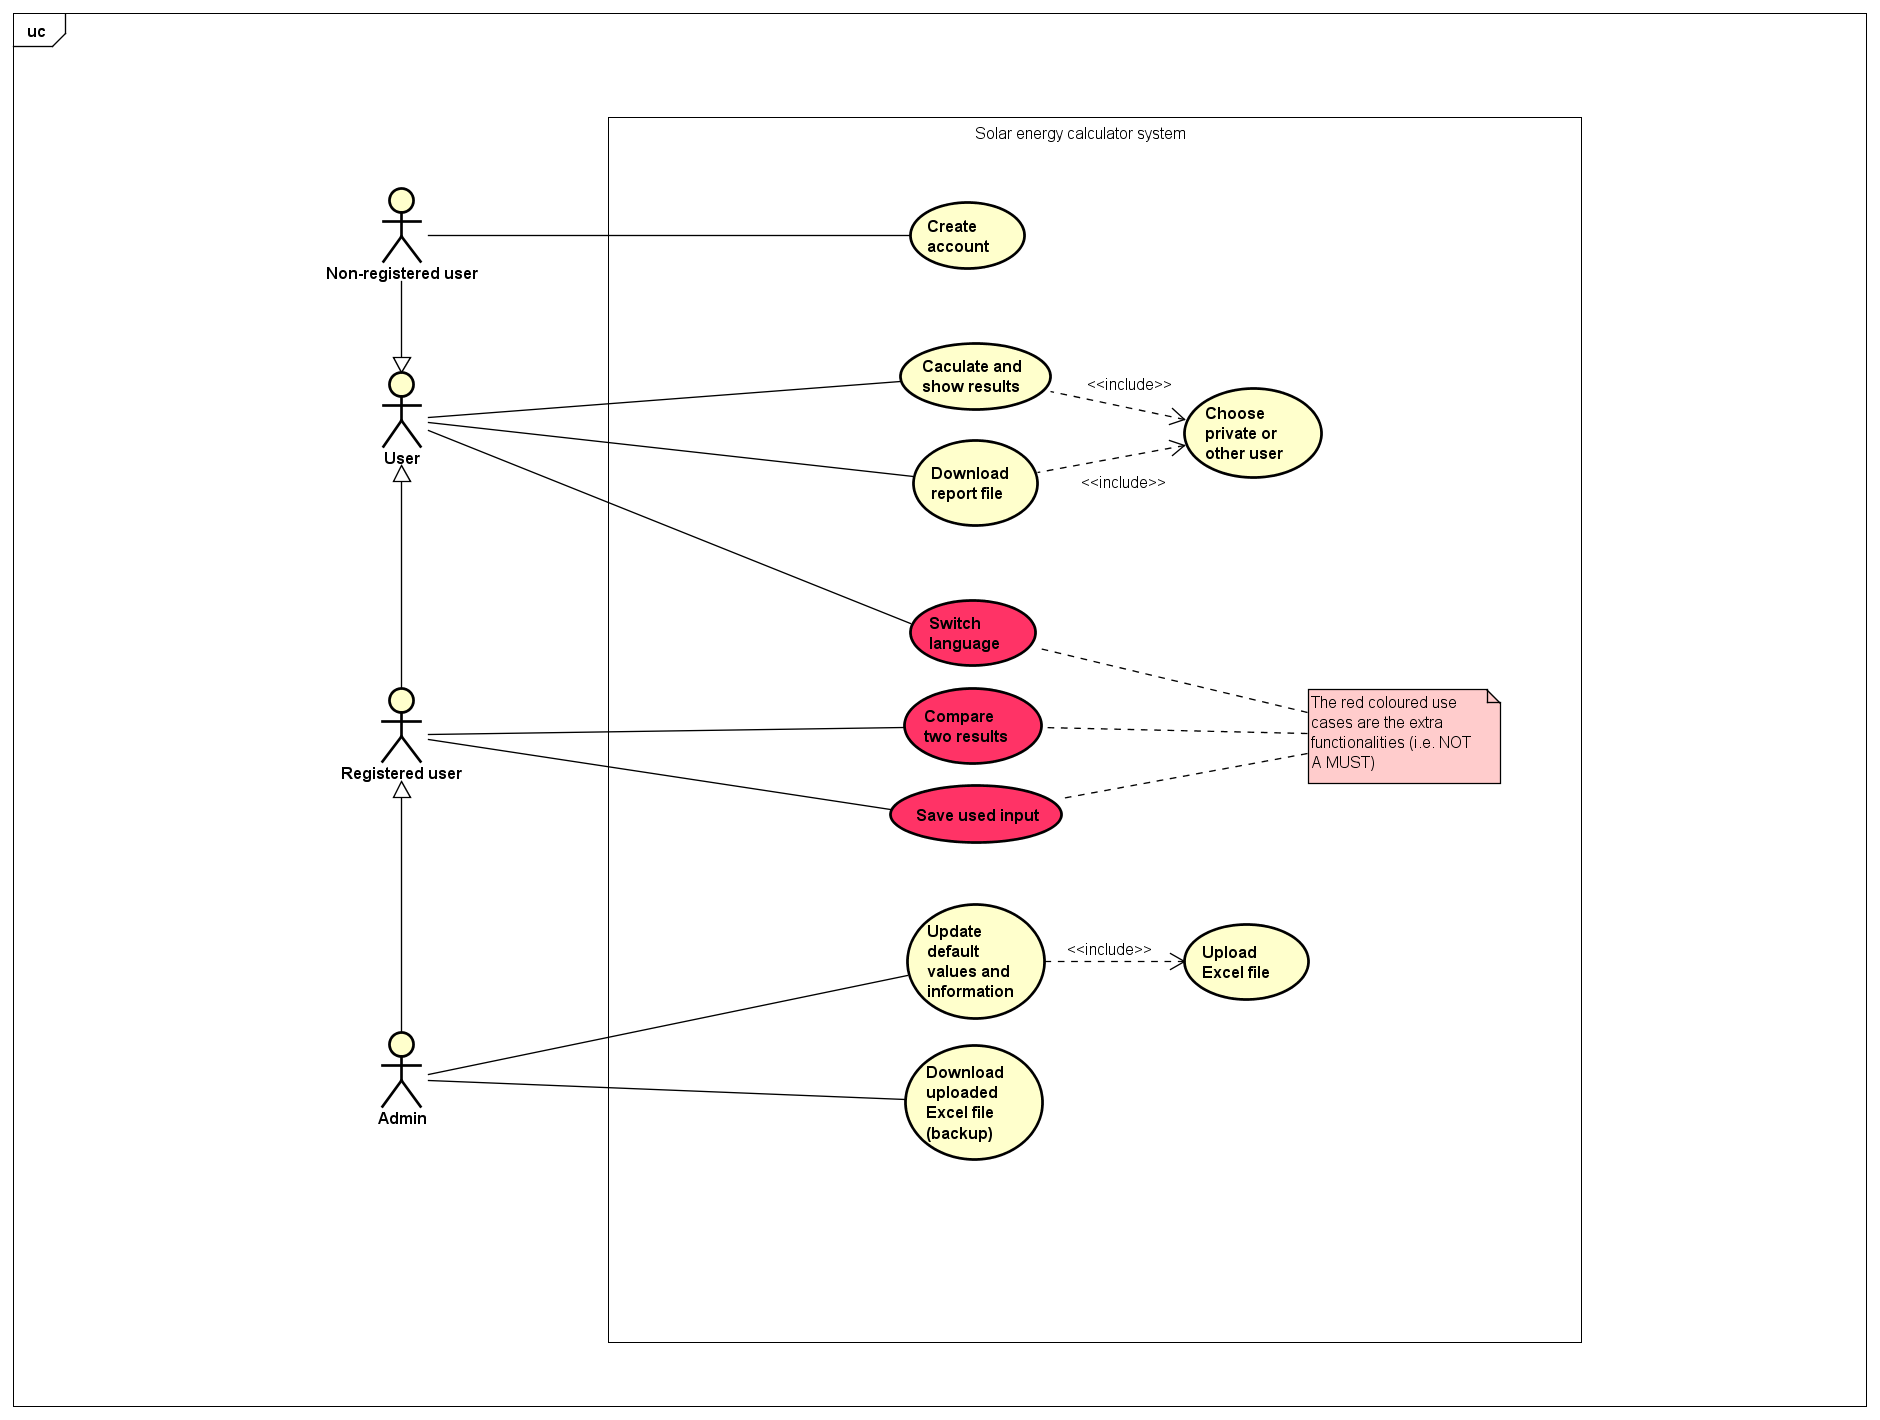 uc
Solar energy calculator system
Non-registered user
Create
account
User
Caculate and
show results
<<include>>
Choose
private or
other user
Download
report file
<<include>>
Switch
language
Registered user
Compare
two results
The red coloured use
cases are the extra
functionalities (i.e. NOT
A MUST)
Save used input
Admin
Update
default
values and
information
<<include>>
Upload
Excel file
Download
uploaded
Excel file
(backup)